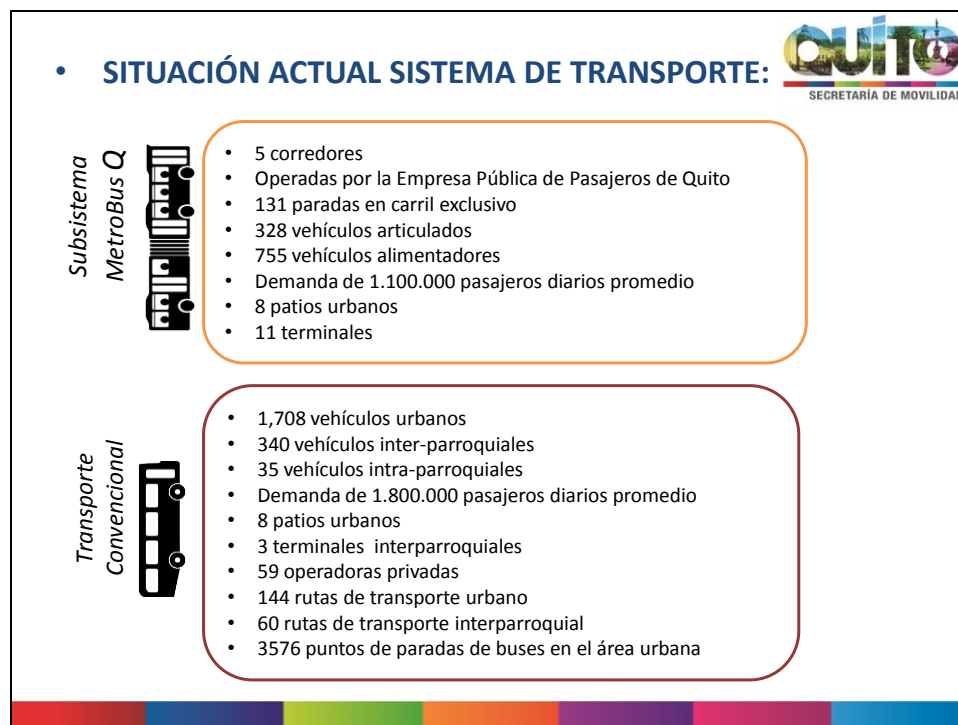 • SITUACIÓN ACTUAL SISTEMA DE TRANSPORTE:
QUITO
SECRETARÍA DE MOVILIDAD
Subsistema
MetroBus Q
• 5 corredores
• Operadas por la Empresa Pública de Pasajeros de Quito
• 131 paradas en carril exclusivo
• 328 vehículos articulados
• 755 vehículos alimentadores
• Demanda de 1.100.000 pasajeros diarios promedio
• 8 patios urbanos
• 11 terminales
Transporte
Convencional
• 1,708 vehículos urbanos
• 340 vehículos inter-parroquiales
• 35 vehículos intra-parroquiales
• Demanda de 1.800.000 pasajeros diarios promedio
• 8 patios urbanos
• 3 terminales interparroquiales
• 59 operadoras privadas
• 144 rutas de transporte urbano
• 60 rutas de transporte interparroquial
• 3576 puntos de paradas de buses en el área urbana